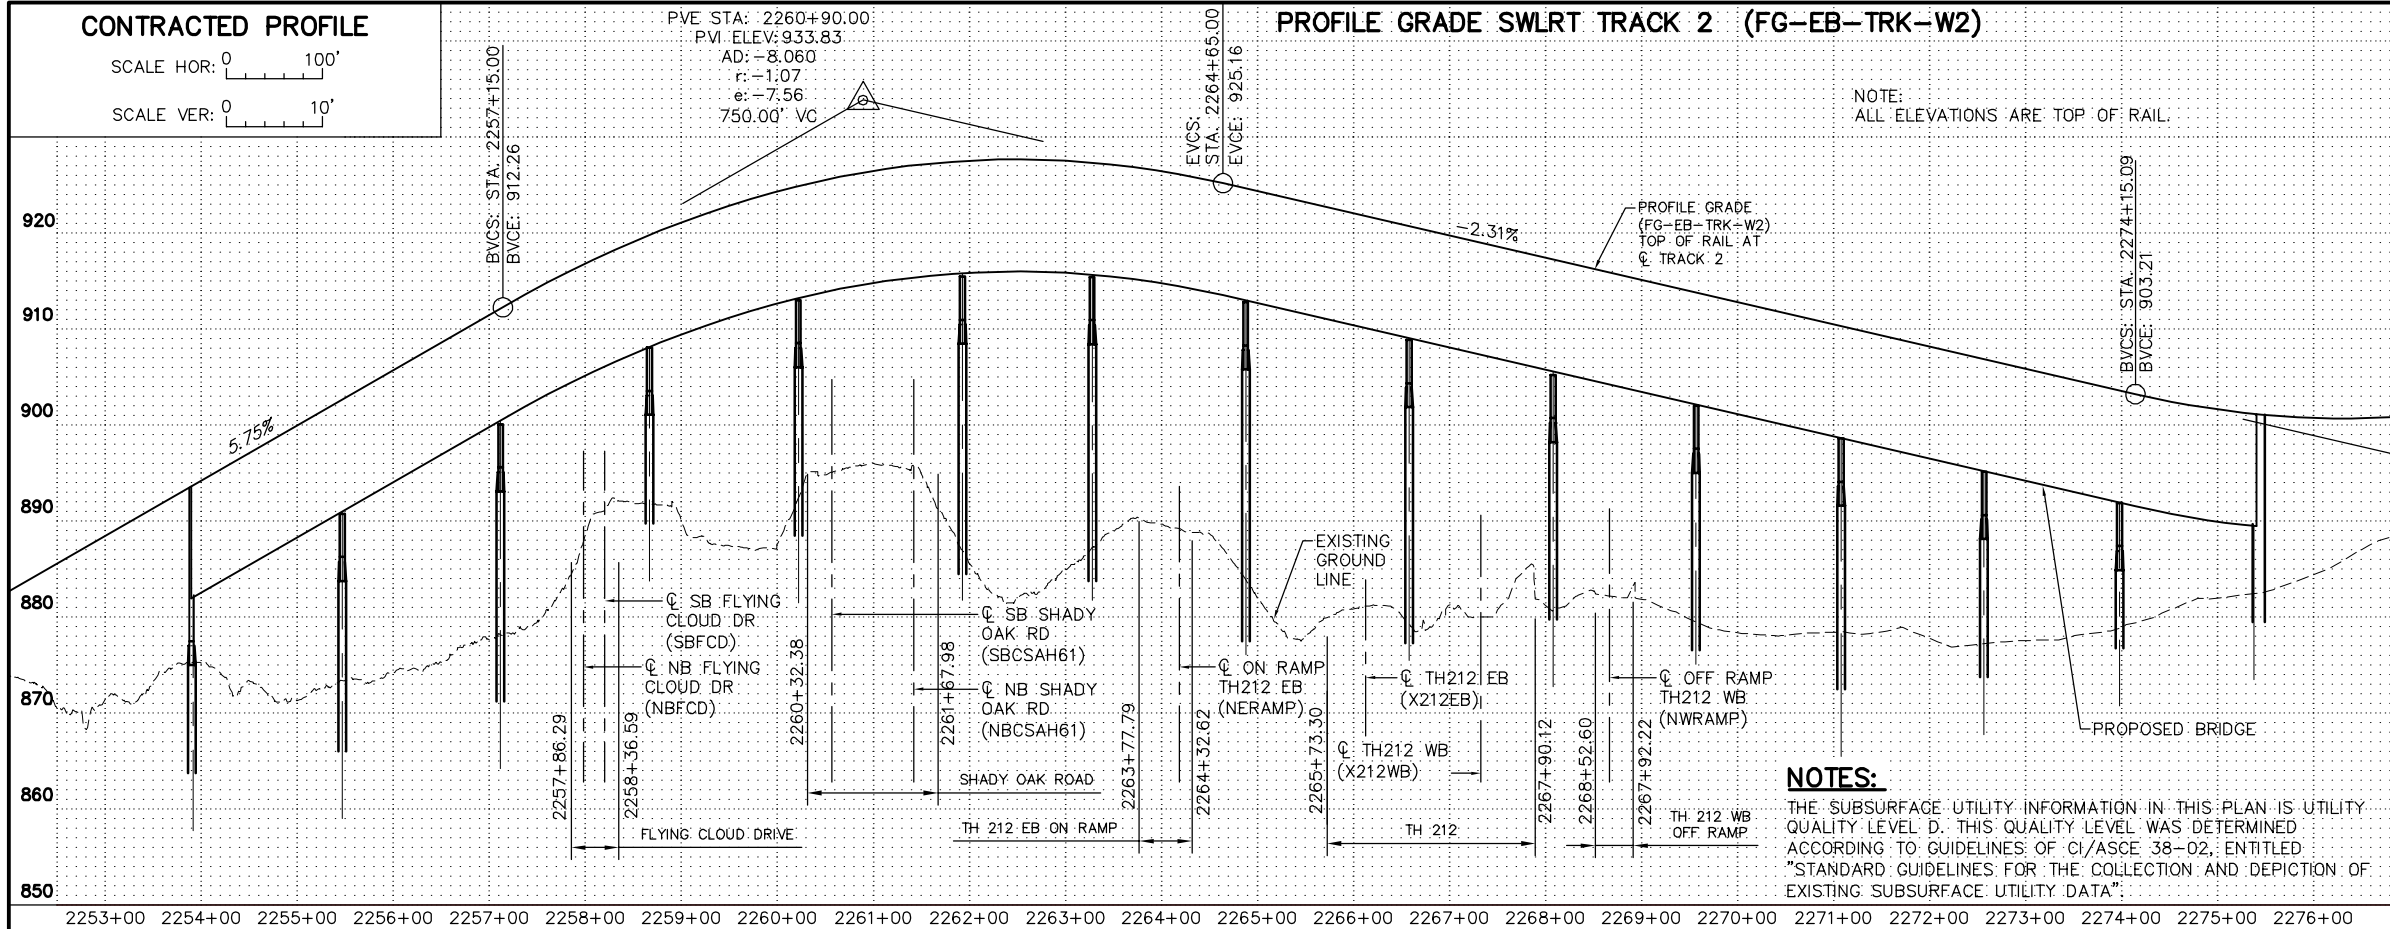 CONTRACTED PROFILE
SCALE HOR: 0 100'
SCALE VER: 0 10'
PVE STA: 2260+90.00
PVI ELEV: 933.83
AD: -8.060
r: -1.07
e: -7.56
750.00' VC
PROFILE GRADE SWLRT TRACK 2 (FG-EB-TRK-W2)
NOTE:
ALL ELEVATIONS ARE TOP OF RAIL.
BVCS: STA. 2257+15.00
BVCE: 912.26
EVCS:
STA. 2264+65.00
EVCE: 925.16
BVCS: STA. 2274+15.09
BVCE: 903.21
5.75%
-2.31%
PROFILE GRADE
(FG-EB-TRK-W2)
TOP OF RAIL AT
℄ TRACK 2
920
910
900
890
880
870
860
850
EXISTING
GROUND
LINE
℄ SB FLYING
CLOUD DR
(SBFCD)
℄ NB FLYING
CLOUD DR
(NBFCD)
℄ SB SHADY
OAK RD
(SBCSAH61)
℄ NB SHADY
OAK RD
(NBCSAH61)
℄ ON RAMP
TH212 EB
(NERAMP)
℄ TH212 EB
(X212EB)
℄ TH212 WB
(X212WB)
℄ OFF RAMP
TH212 WB
(NWRAMP)
PROPOSED BRIDGE
2257+86.29
2258+36.59
2260+32.38
2261+67.98
2263+77.79
2264+32.62
2265+73.30
2267+90.12
2268+52.60
2267+92.22
FLYING CLOUD DRIVE
SHADY OAK ROAD
TH 212 EB ON RAMP
TH 212
TH 212 WB
OFF RAMP
NOTES:
THE SUBSURFACE UTILITY INFORMATION IN THIS PLAN IS UTILITY
QUALITY LEVEL D. THIS QUALITY LEVEL WAS DETERMINED
ACCORDING TO GUIDELINES OF CI/ASCE 38-02, ENTITLED
"STANDARD GUIDELINES FOR THE COLLECTION AND DEPICTION OF
EXISTING SUBSURFACE UTILITY DATA"
2253+00 2254+00 2255+00 2256+00 2257+00 2258+00 2259+00 2260+00 2261+00 2262+00 2263+00 2264+00 2265+00 2266+00 2267+00 2268+00 2269+00 2270+00 2271+00 2272+00 2273+00 2274+00 2275+00 2276+00